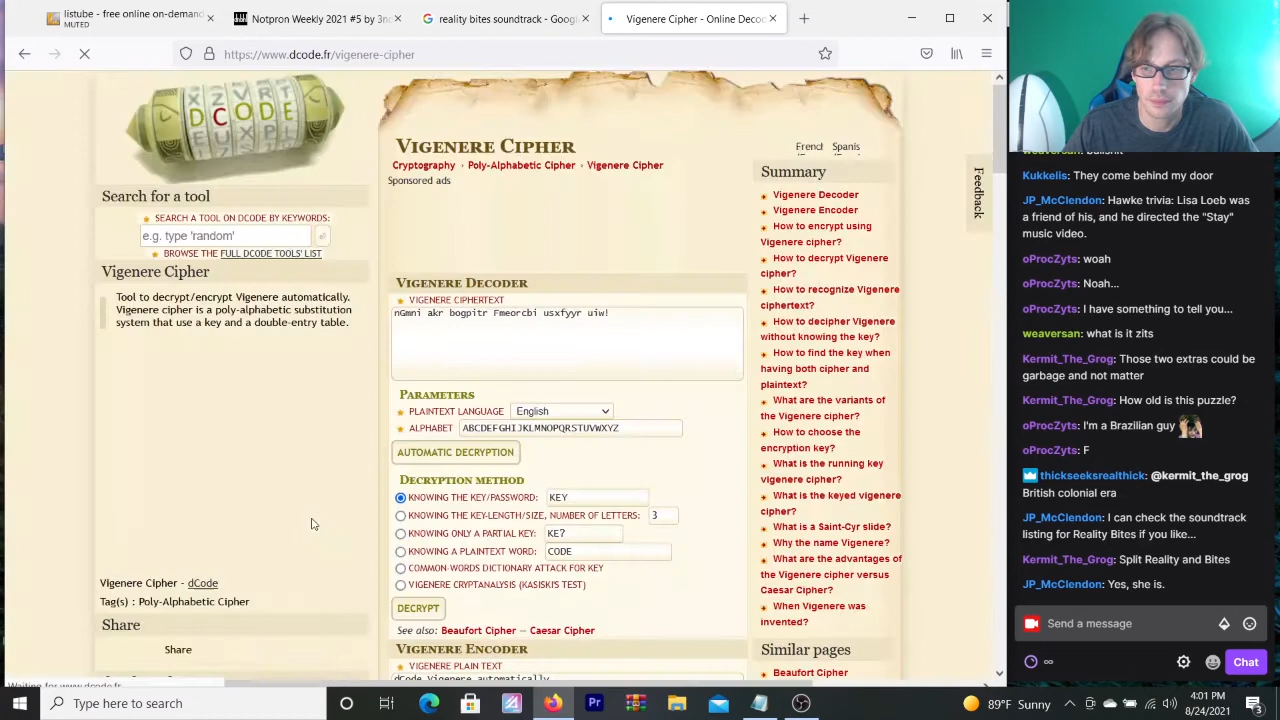 listube - free online on-demand
MUTED
Notpron Weekly 2021 #5 by 3nc
reality bites soundtrack - Googl
Vigenere Cipher - Online Decod
https://www.dcode.fr/vigenere-cipher
DCODE
Search for a tool
SEARCH A TOOL ON DCODE BY KEYWORDS:
e.g. type 'random'
BROWSE THE FULL DCODE TOOLS' LIST
Vigenere Cipher
Tool to decrypt/encrypt Vigenere automatically.
Vigenere cipher is a poly-alphabetic substitution
system that use a key and a double-entry table.
Vigenere Cipher - dCode
Tag(s) : Poly-Alphabetic Cipher
Share
Share
Waiting for www.dcode.fr
VIGENERE CIPHER
Cryptography
Poly-Alphabetic Cipher
Vigenere Cipher
Sponsored ads
VIGENERE DECODER
VIGENERE CIPHERTEXT
nGmni akr bogpitr Fmeorcbi usxfyyr uiw!
PARAMETERS
PLAINTEXT LANGUAGE English
ALPHABET ABCDEFGHIJKLMNOPQRSTUVWXYZ
AUTOMATIC DECRYPTION
DECRYPTION METHOD
KNOWING THE KEY/PASSWORD: KEY
KNOWING THE KEY-LENGTH/SIZE, NUMBER OF LETTERS: 3
KNOWING ONLY A PARTIAL KEY: KE?
KNOWING A PLAINTEXT WORD: CODE
COMMON-WORDS DICTIONARY ATTACK FOR KEY
VIGENERE CRYPTANALYSIS (KASISKI'S TEST)
DECRYPT
See also: Beaufort Cipher — Caesar Cipher
VIGENERE ENCODER
VIGENERE PLAIN TEXT
dCode Vigenere automatically
French Spanis
Summary
Vigenere Decoder
Vigenere Encoder
How to encrypt using
Vigenere cipher?
How to decrypt Vigenere
cipher?
How to recognize Vigenere
ciphertext?
How to decipher Vigenere
without knowing the key?
How to find the key when
having both cipher and
plaintext?
What are the variants of
the Vigenere cipher?
How to choose the
encryption key?
What is the running key
vigenere cipher?
What is the keyed vigenere
cipher?
What is a Saint-Cyr slide?
Why the name Vigenere?
What are the advantages of
the Vigenere cipher versus
Caesar Cipher?
When Vigenere was
invented?
Similar pages
Beaufort Cipher
Feedback
weaversan: bullshit
Kukkelis: They come behind my door
JP_McClendon: Hawke trivia: Lisa Loeb was
a friend of his, and he directed the "Stay"
music video.
oProcZyts: woah
oProcZyts: Noah...
oProcZyts: I have something to tell you...
weaversan: what is it zits
Kermit_The_Grog: Those two extras could be
garbage and not matter
Kermit_The_Grog: How old is this puzzle?
oProcZyts: I'm a Brazilian guy
oProcZyts: F
thickseeksrealthick: @kermit_the_grog
British colonial era
JP_McClendon: I can check the soundtrack
listing for Reality Bites if you like...
Kermit_The_Grog: Split Reality and Bites
JP_McClendon: Yes, she is.
Send a message
Chat
Type here to search
Pr
89°F Sunny
4:01 PM
8/24/2021
3